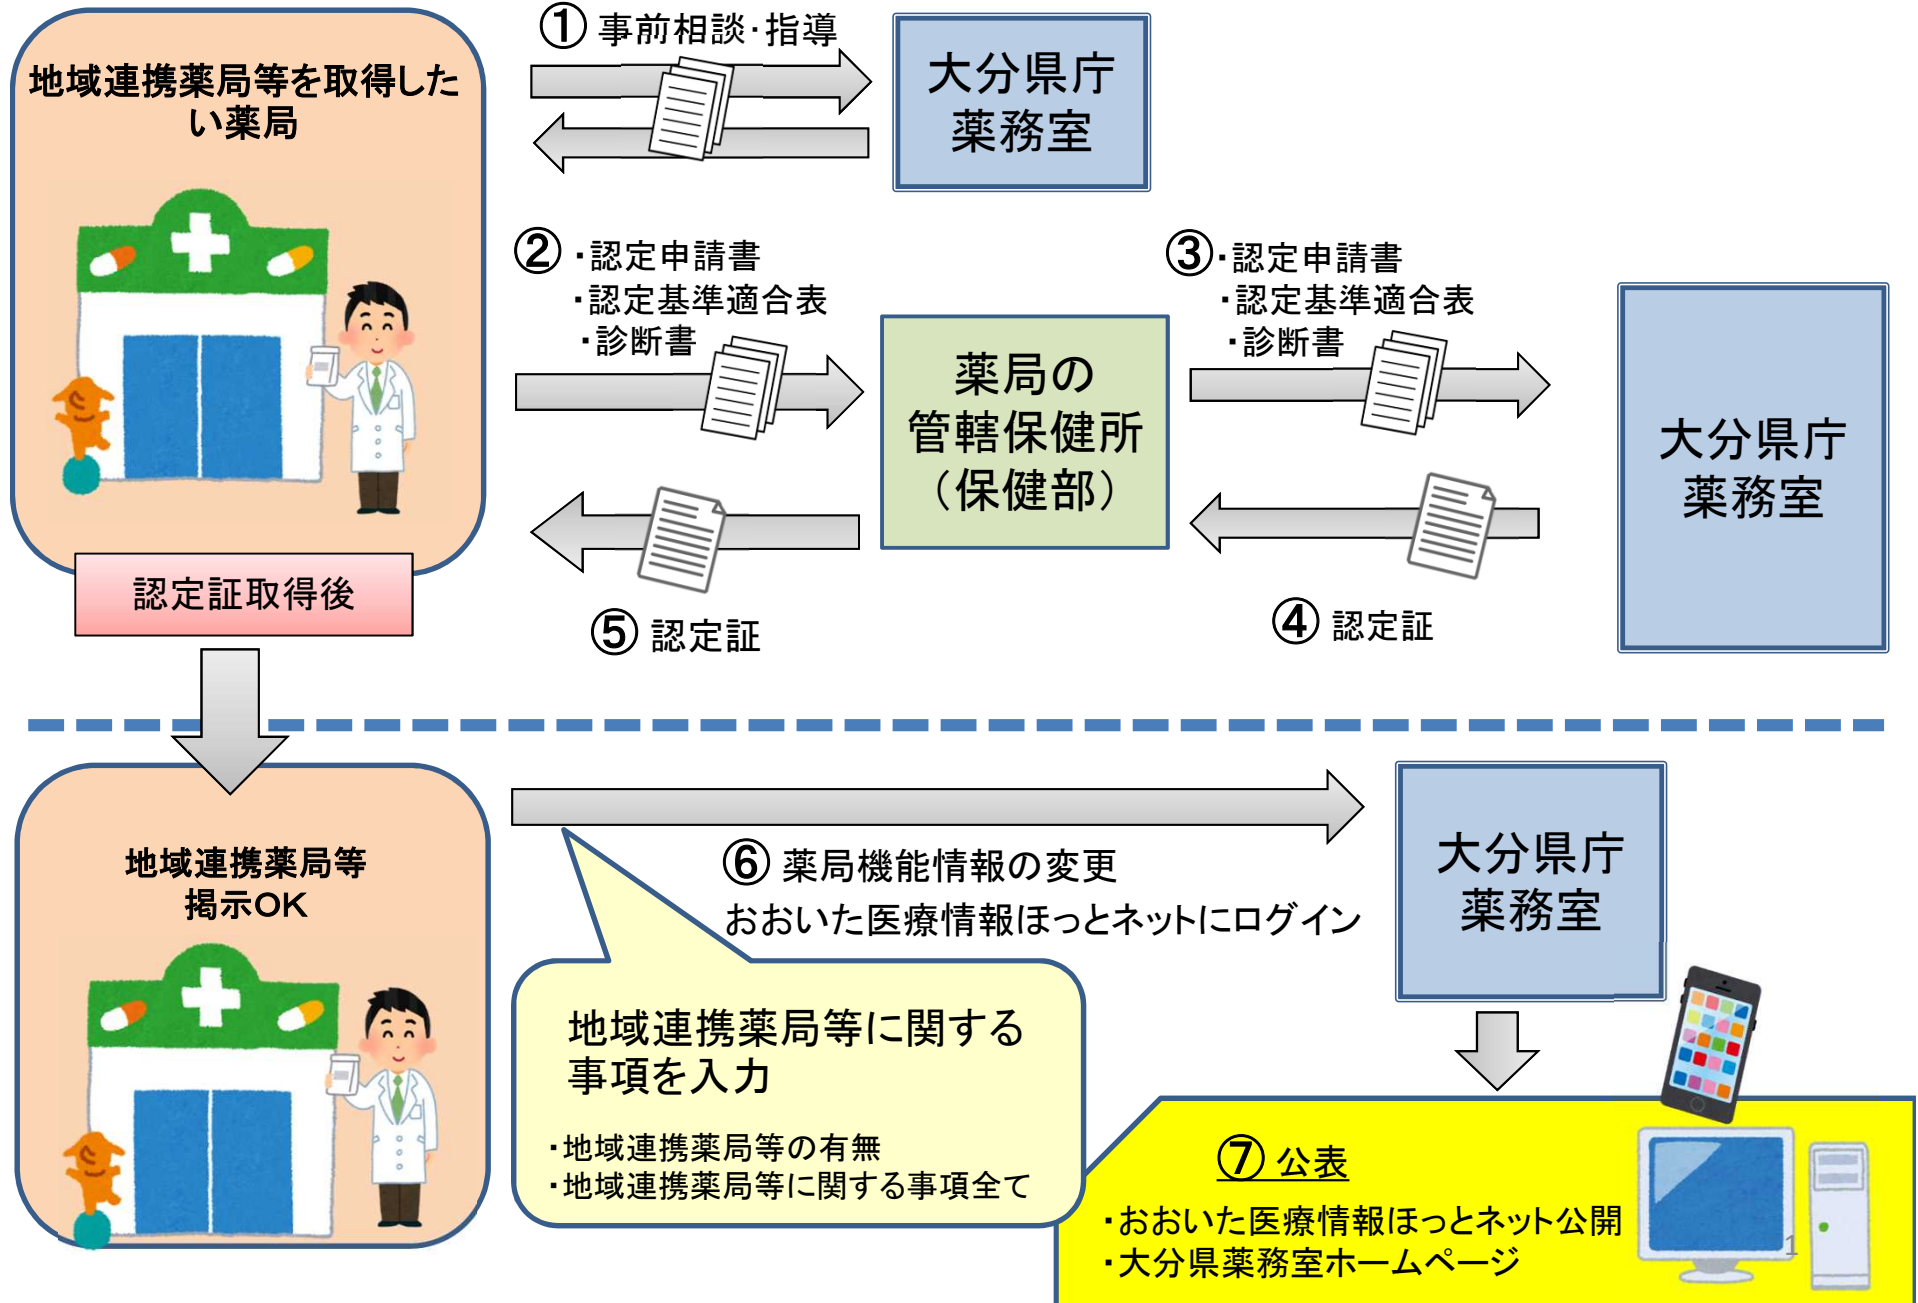 地域連携薬局等を取得した
い薬局
① 事前相談・指導
大分県庁
薬務室
② ・認定申請書
・認定基準適合表
・診断書
薬局の
管轄保健所
（保健部）
③・認定申請書
・認定基準適合表
・診断書
大分県庁
薬務室
⑤ 認定証
④ 認定証
認定証取得後
地域連携薬局等
掲示OK
⑥ 薬局機能情報の変更
おおいた医療情報ほっとネットにログイン
大分県庁
薬務室
地域連携薬局等に関する
事項を入力
・地域連携薬局等の有無
・地域連携薬局等に関する事項全て
⑦ 公表
・おおいた医療情報ほっとネット公開
・大分県薬務室ホームページ
1